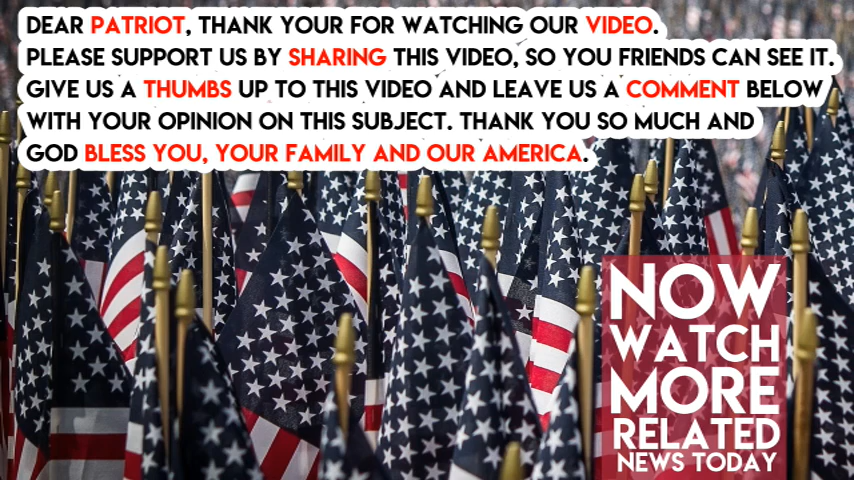 DEAR PATRIOT, THANK YOUR FOR WATCHING OUR VIDEO.
PLEASE SUPPORT US BY SHARING THIS VIDEO, SO YOU FRIENDS CAN SEE IT.
GIVE US A THUMBS UP TO THIS VIDEO AND LEAVE US A COMMENT BELOW
WITH YOUR OPINION ON THIS SUBJECT. THANK YOU SO MUCH AND
GOD BLESS YOU, YOUR FAMILY AND OUR AMERICA.
NOW
WATCH
MORE
RELATED
NEWS TODAY